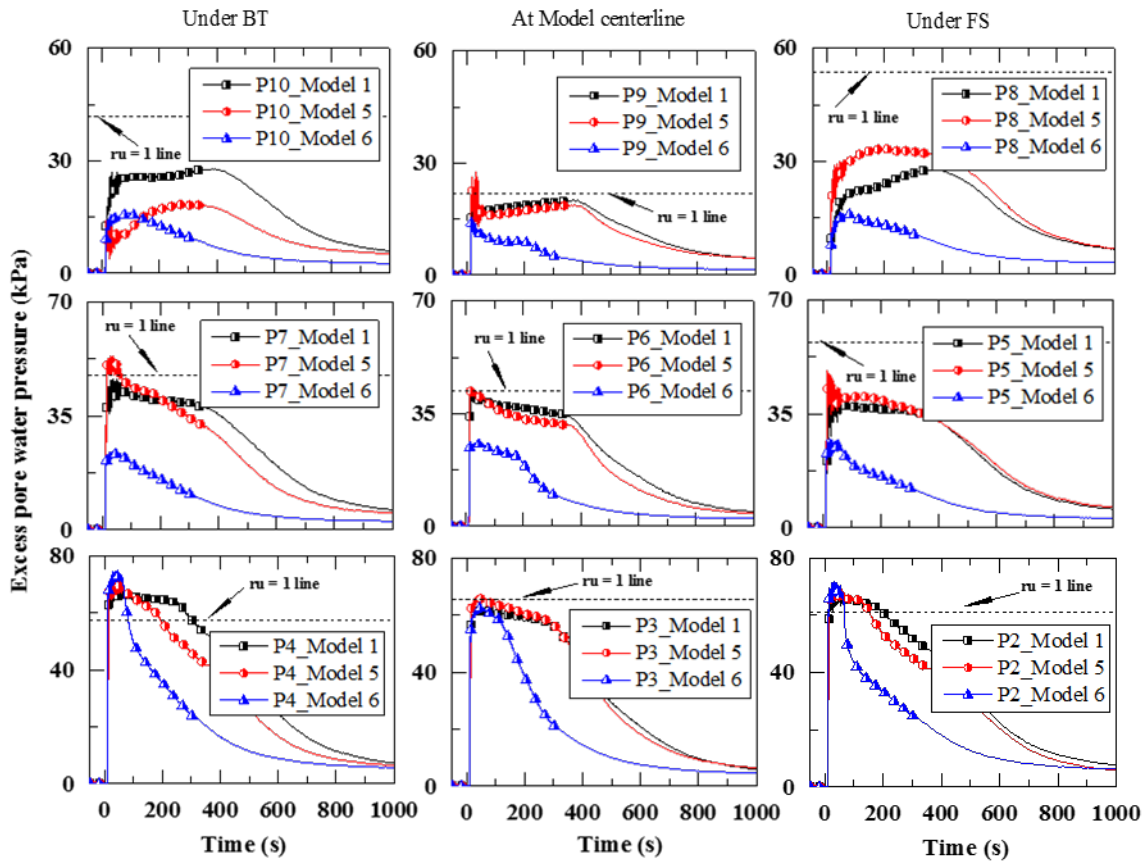 Under BT
At Model centerline
Under FS
Excess pore water pressure (kPa)
60
30
0
P10_Model 1
P10_Model 5
P10_Model 6
ru = 1 line
60
30
0
P9_Model 1
P9_Model 5
P9_Model 6
ru = 1 line
60
30
0
P8_Model 1
P8_Model 5
P8_Model 6
ru = 1 line
70
35
0
P7_Model 1
P7_Model 5
P7_Model 6
ru = 1 line
70
35
0
P6_Model 1
P6_Model 5
P6_Model 6
ru = 1 line
70
35
0
P5_Model 1
P5_Model 5
P5_Model 6
ru = 1 line
80
40
0
P4_Model 1
P4_Model 5
P4_Model 6
ru = 1 line
0 200 400 600 800 1000
Time (s)
80
40
0
P3_Model 1
P3_Model 5
P3_Model 6
ru = 1 line
0 200 400 600 800 1000
Time (s)
80
40
0
P2_Model 1
P2_Model 5
P2_Model 6
ru = 1 line
0 200 400 600 800 1000
Time (s)